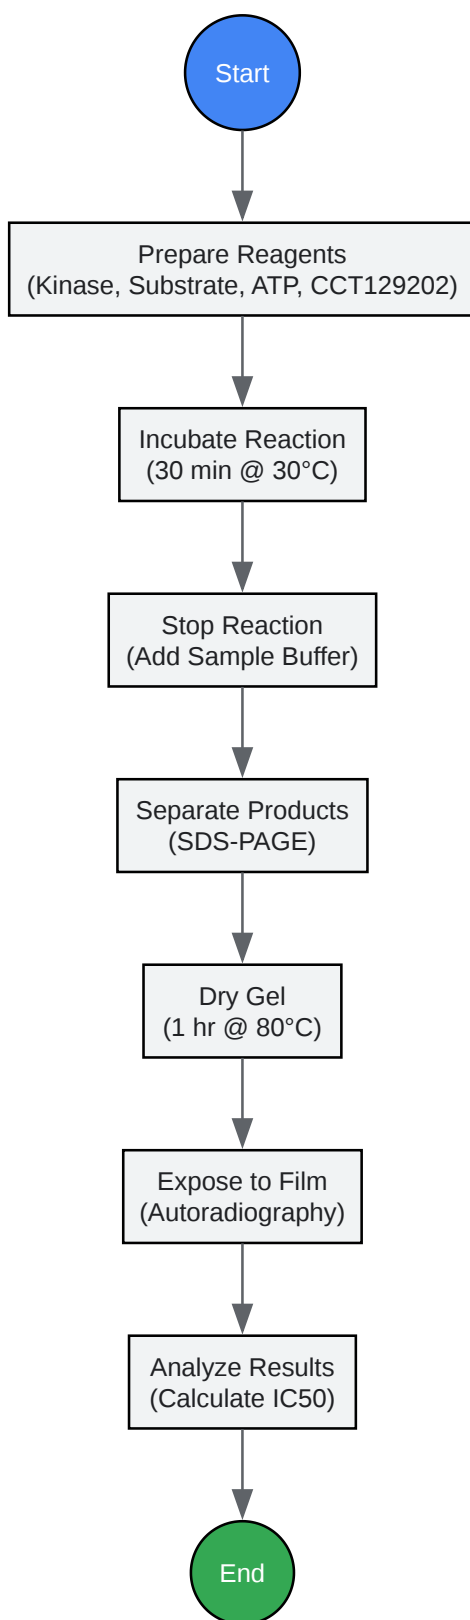 Start
Prepare Reagents
(Kinase, Substrate, ATP, CCT129202)
Incubate Reaction
(30 min @ 30°C)
Stop Reaction
(Add Sample Buffer)
Separate Products
(SDS-PAGE)
Dry Gel
(1 hr @ 80°C)
Expose to Film
(Autoradiography)
Analyze Results
(Calculate IC50)
End